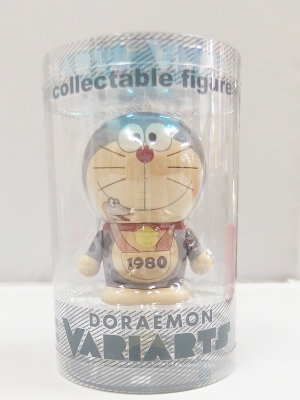 collectable figure
1980
DORAEMON
VARIARTS